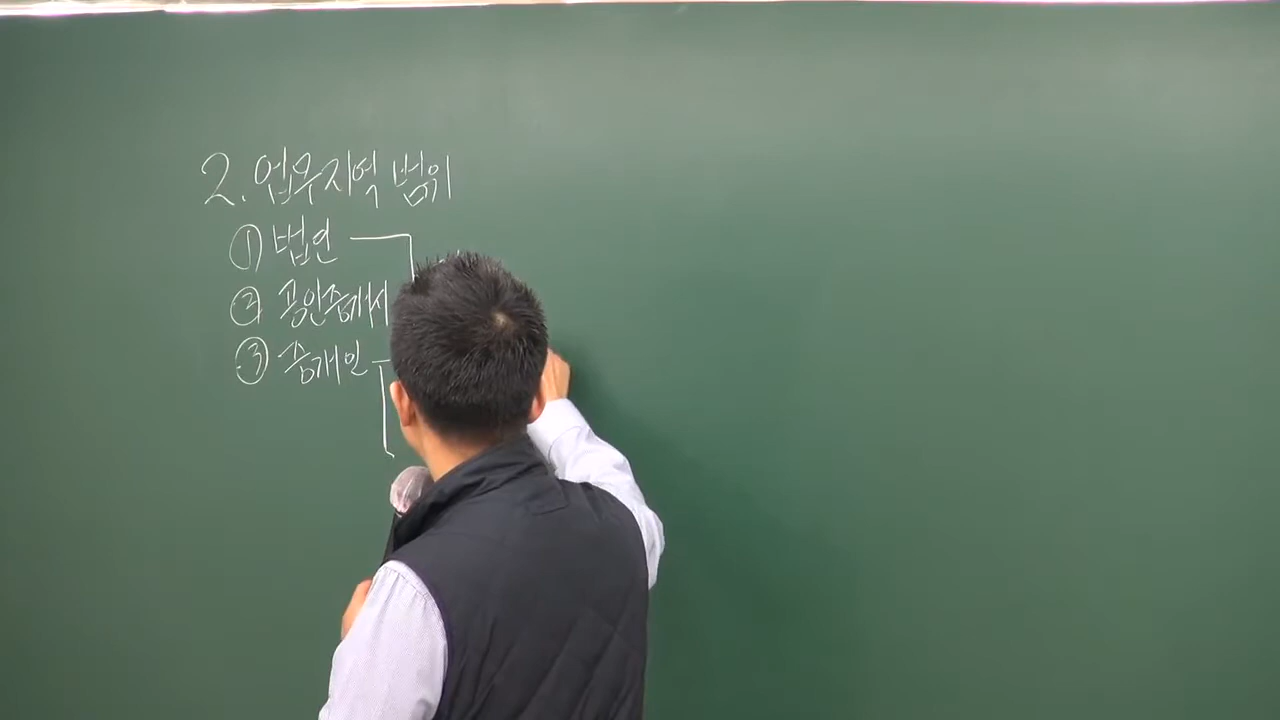 2. 업무지역 범위
① 법인
② 공인중개사
③ 중개인